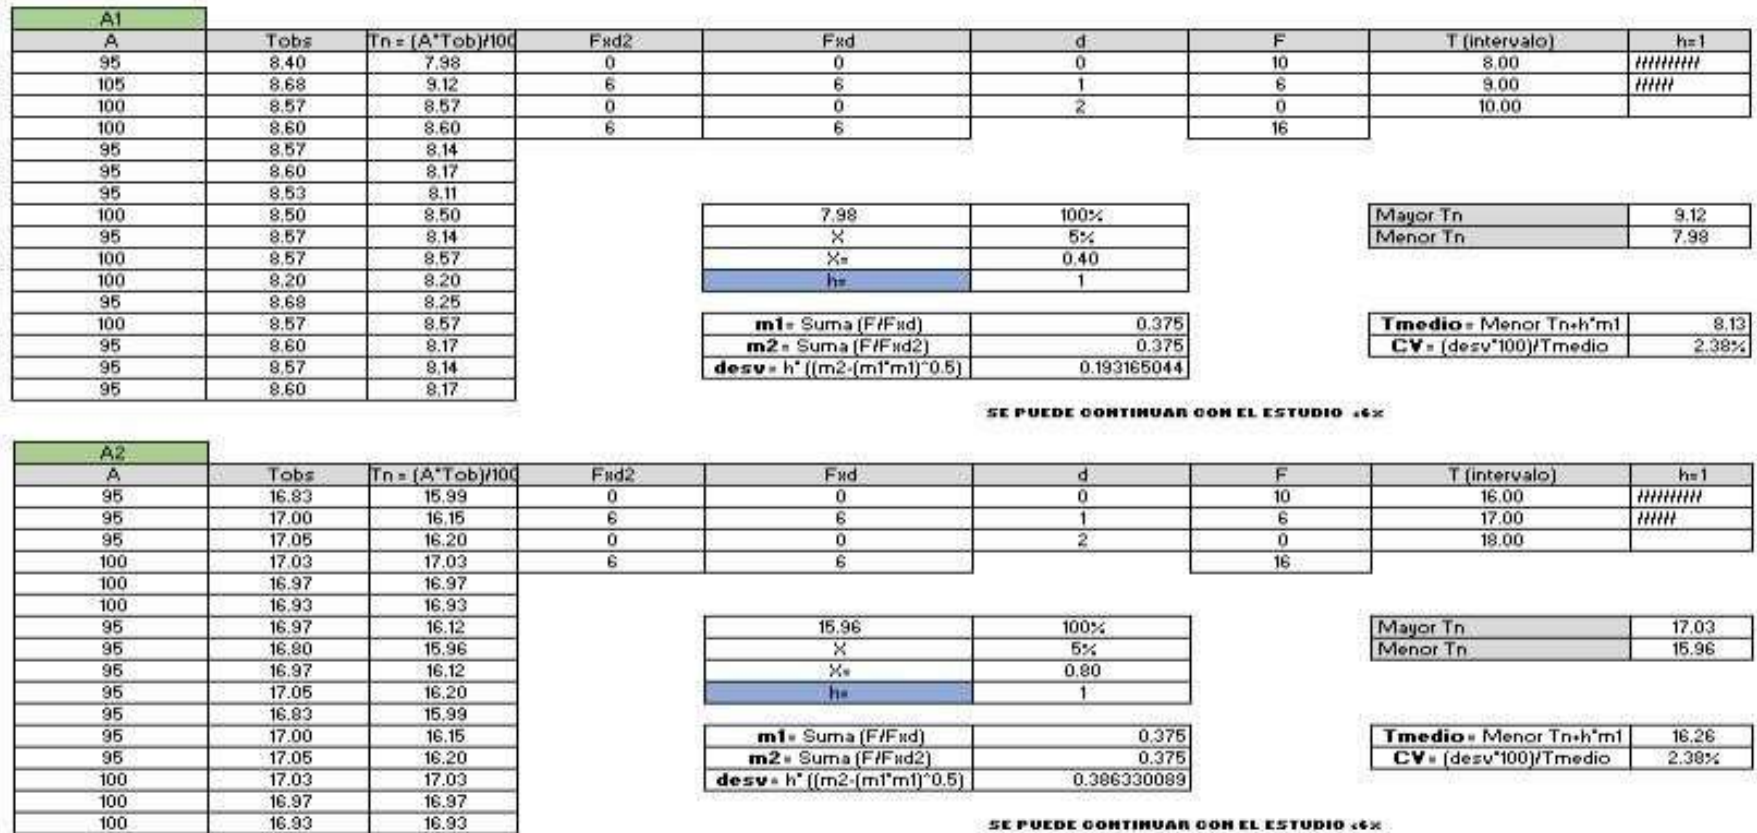 A1
A Tobs Tn = (A*Tob)/100 Fxd2 Fxd d F T (intervalo) h=1
95 8.40 7.98 0 0 0 10 8.00 //////////
105 8.68 9.12 6 6 1 6 9.00 //////
100 8.57 8.57 0 0 2 0 10.00
100 8.60 8.60 6 6 16
95 8.57 8.14
95 8.60 8.17
95 8.53 8.11
100 8.50 8.50 7.98 100% Mayor Tn 9.12
95 8.57 8.14 X 5% Menor Tn 7.98
100 8.57 8.57 X= 0.40
100 8.20 8.20 h= 1
95 8.68 8.25
100 8.57 8.57 m1= Suma (F/Fxd) 0.375 Tmedio = Menor Tn+h*m1 8.13
95 8.60 8.17 m2= Suma (F/Fxd2) 0.375 CV= (desv*100)/Tmedio 2.38%
95 8.57 8.14 desv= h* ((m2-(m1*m1)^0.5) 0.193165044
95 8.60 8.17
SE PUEDE CONTINUAR CON EL ESTUDIO <6%
A2
A Tobs Tn = (A*Tob)/100 Fxd2 Fxd d F T (intervalo) h=1
95 16.83 15.99 0 0 0 10 16.00 //////////
95 17.00 16.15 6 6 1 6 17.00 //////
95 17.05 16.20 0 0 2 0 18.00
100 17.03 17.03 6 6 16
100 16.97 16.97
100 16.93 16.93
95 16.97 16.12 15.96 100% Mayor Tn 17.03
95 16.80 15.96 X 5% Menor Tn 15.96
95 16.97 16.12 X= 0.80
95 17.05 16.20 h= 1
95 16.83 15.99
95 17.00 16.15 m1= Suma (F/Fxd) 0.375 Tmedio = Menor Tn+h*m1 16.26
95 17.05 16.20 m2= Suma (F/Fxd2) 0.375 CV= (desv*100)/Tmedio 2.38%
100 17.03 17.03 desv= h* ((m2-(m1*m1)^0.5) 0.386330089
100 16.97 16.97
100 16.93 16.93
SE PUEDE CONTINUAR CON EL ESTUDIO <6%